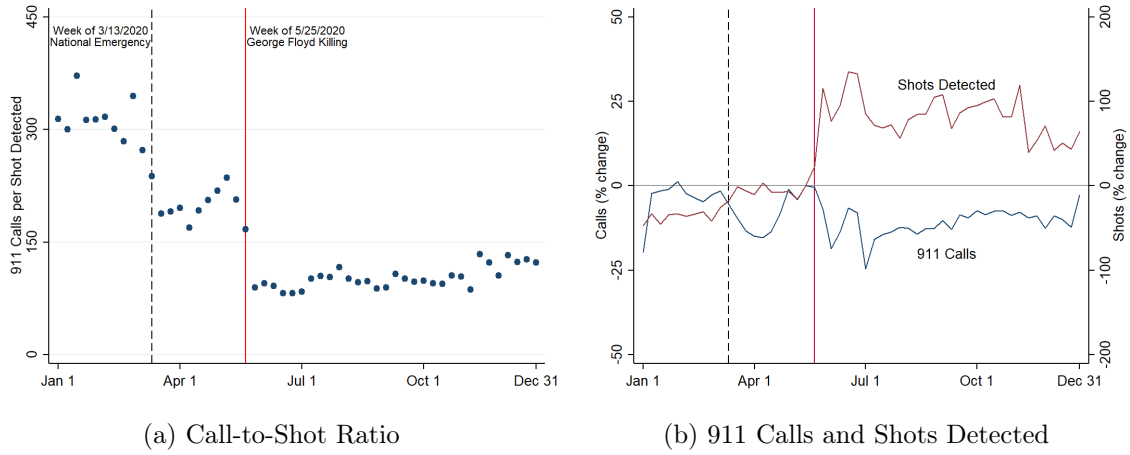 450
300
150
0
911 Calls per Shot Detected
Week of 3/13/2020
National Emergency
Week of 5/25/2020
George Floyd Killing
Jan 1
Apr 1
Jul 1
Oct 1
Dec 31
(a) Call-to-Shot Ratio
50
25
0
-25
-50
Calls (% change)
Shots Detected
911 Calls
200
100
0
-100
-200
Shots (% change)
Jan 1
Apr 1
Jul 1
Oct 1
Dec 31
(b) 911 Calls and Shots Detected